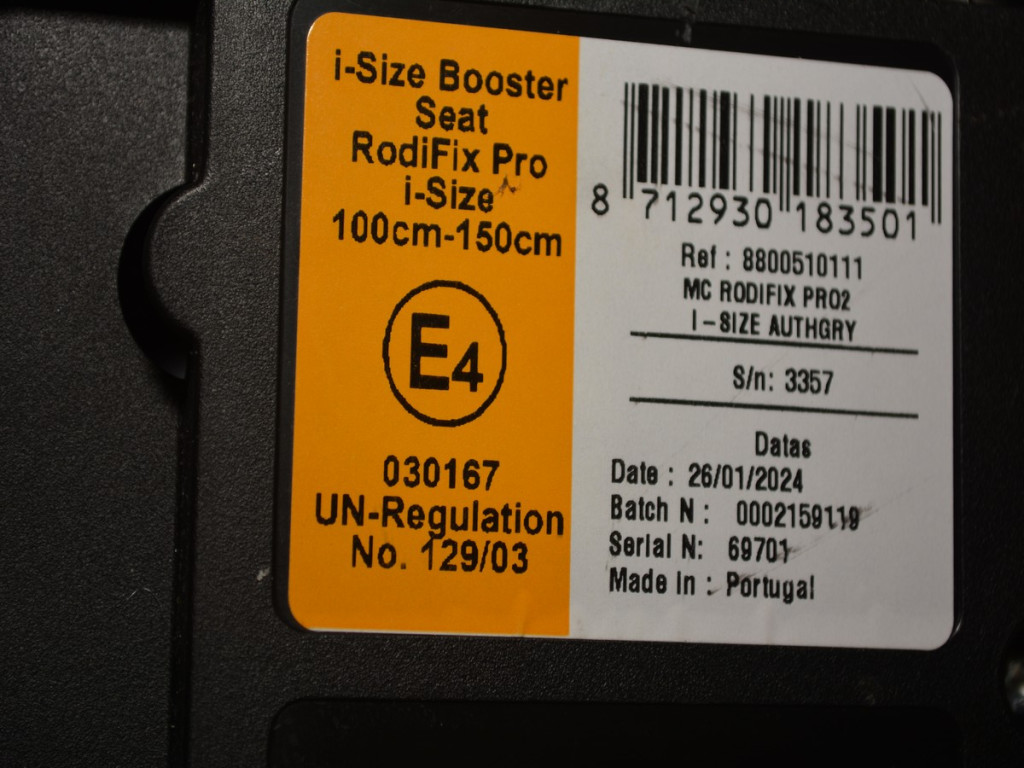 i-Size Booster
Seat
RodiFix Pro
i-Size
100cm-150cm
E4
030167
UN-Regulation
No. 129/03
8 712930 183501
Ref : 8800510111
MC RODIFIX PRO2
I-SIZE AUTHGRY
S/n: 3357
Datas
Date : 26/01/2024
Batch N : 0002159119
Serial N: 69701
Made in : Portugal